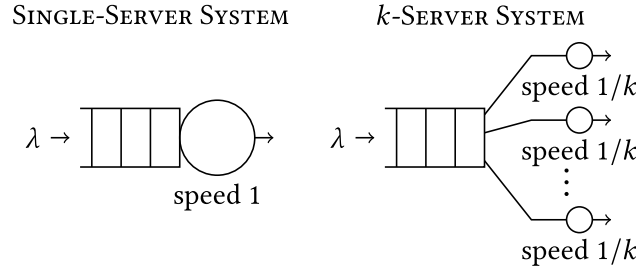 Single-Server System
λ
speed 1
k-Server System
λ
speed 1/k
speed 1/k
speed 1/k